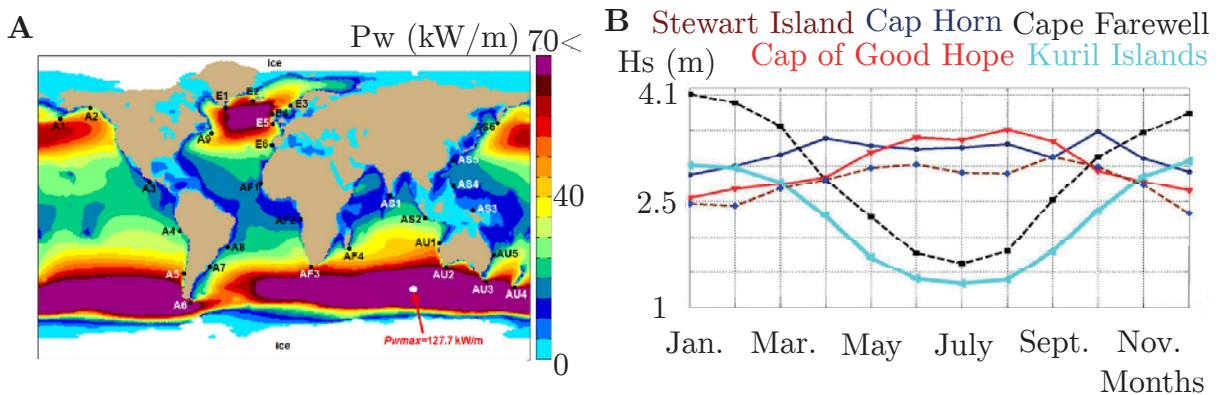 A
Pw (kW/m) 70<
Ice
E1
E2
E3
E4
E5
E6
A1
A2
A9
AS6
AS5
AS4
A3
AF1
AS1
AS3
AS2
AF2
A4
A8
AU1
AF4
AU5
A7
A5
AF3
AU2
AU3
AU4
A6
Pwmax=127.7 kW/m
Ice
40
0
B
Stewart Island Cap Horn Cape Farewell
Hs (m) Cap of Good Hope Kuril Islands
4.1
2.5
1
Jan. Mar. May July Sept. Nov.
Months